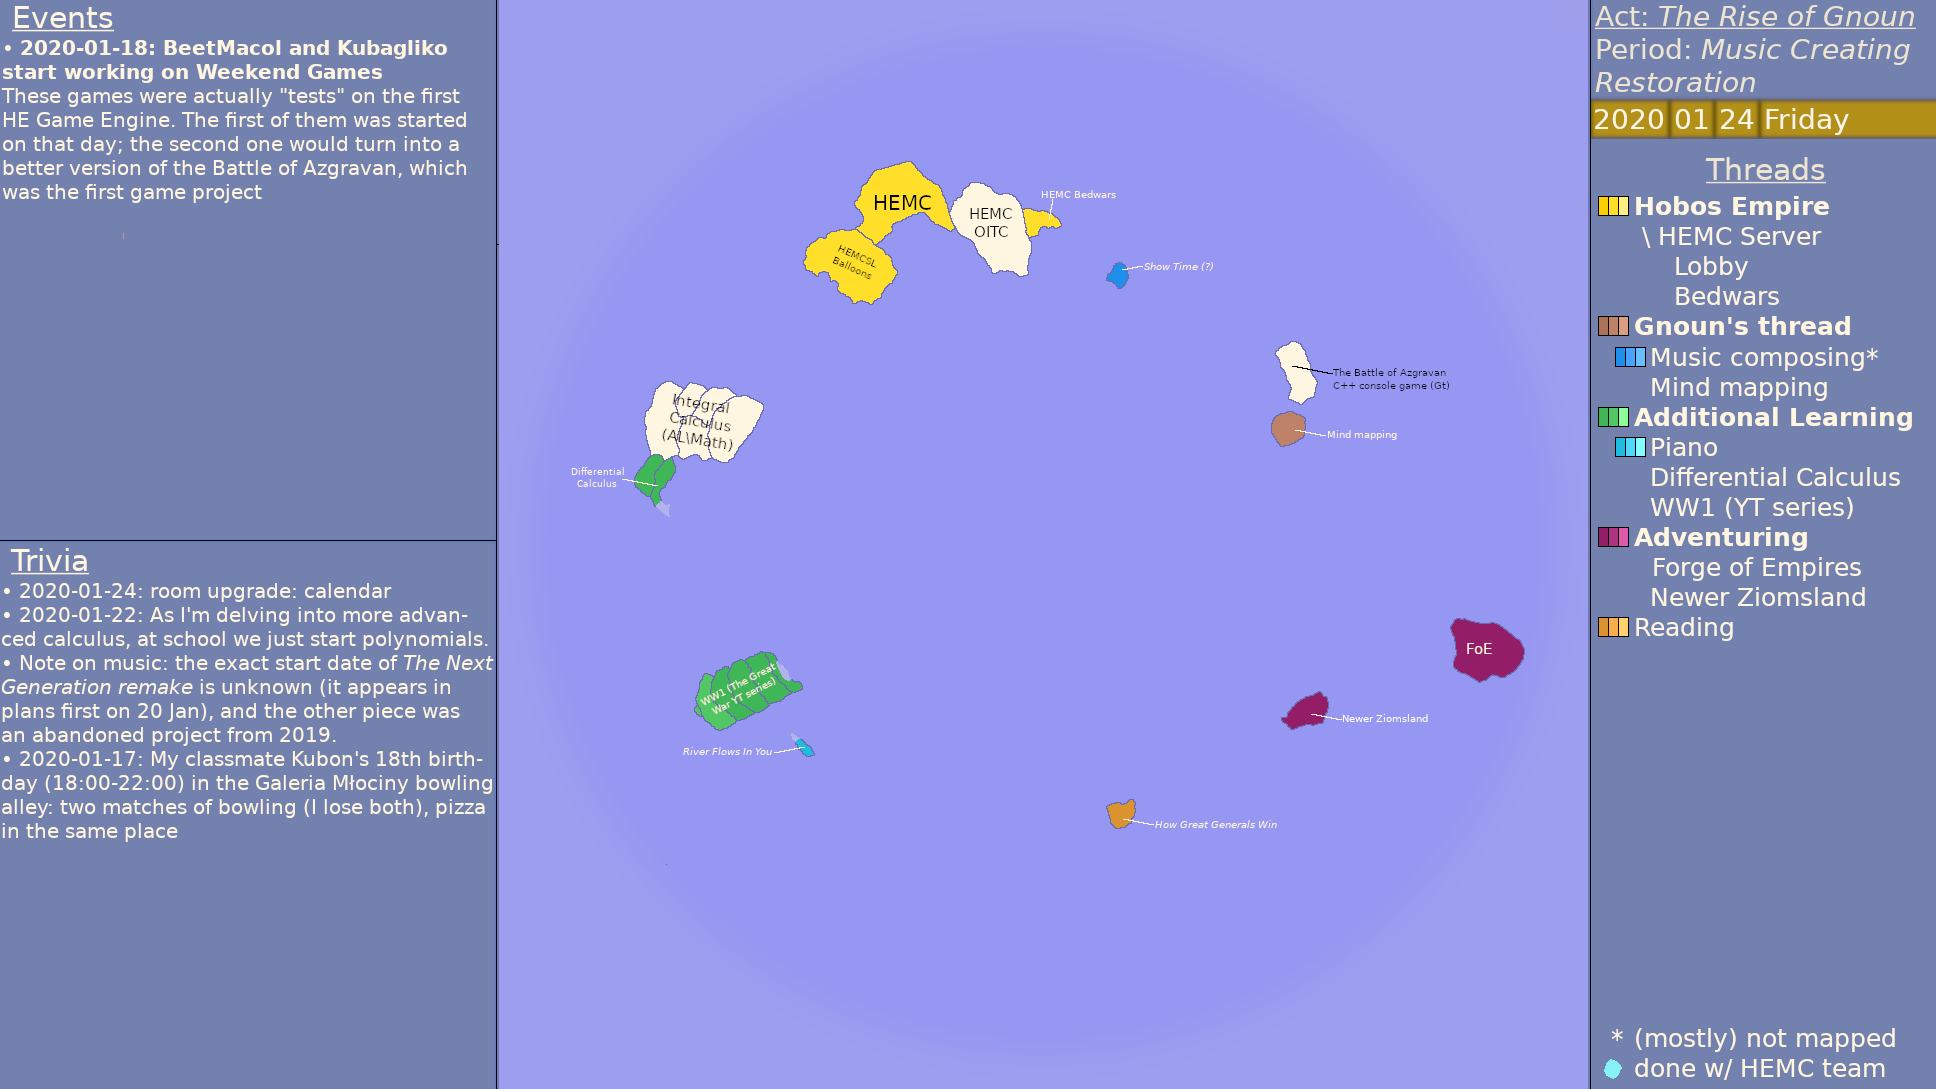 Events
• 2020-01-18: BeetMacol and Kubagliko
start working on Weekend Games
These games were actually "tests" on the first
HE Game Engine. The first of them was started
on that day; the second one would turn into a
better version of the Battle of Azgravan, which
was the first game project
Trivia
• 2020-01-24: room upgrade: calendar
• 2020-01-22: As I'm delving into more advan-
ced calculus, at school we just start polynomials.
• Note on music: the exact start date of The Next
Generation remake is unknown (it appears in
plans first on 20 Jan), and the other piece was
an abandoned project from 2019.
• 2020-01-17: My classmate Kubon's 18th birth-
day (18:00-22:00) in the Galeria Młociny bowling
alley: two matches of bowling (I lose both), pizza
in the same place
HEMC
HEMC
OITC
HEMC Bedwars
HEMCSL
Balloons
Show Time (?)
The Battle of Azgravan
C++ console game (Gt)
Mind mapping
Integral
Calculus
(AL\Math)
Differential
Calculus
WW1 (The Great
War YT series)
River Flows In You
FoE
Newer Ziomsland
How Great Generals Win
Act: The Rise of Gnoun
Period: Music Creating
Restoration
2020 01 24 Friday
Threads
Hobos Empire
\ HEMC Server
Lobby
Bedwars
Gnoun's thread
Music composing*
Mind mapping
Additional Learning
Piano
Differential Calculus
WW1 (YT series)
Adventuring
Forge of Empires
Newer Ziomsland
Reading
* (mostly) not mapped
done w/ HEMC team